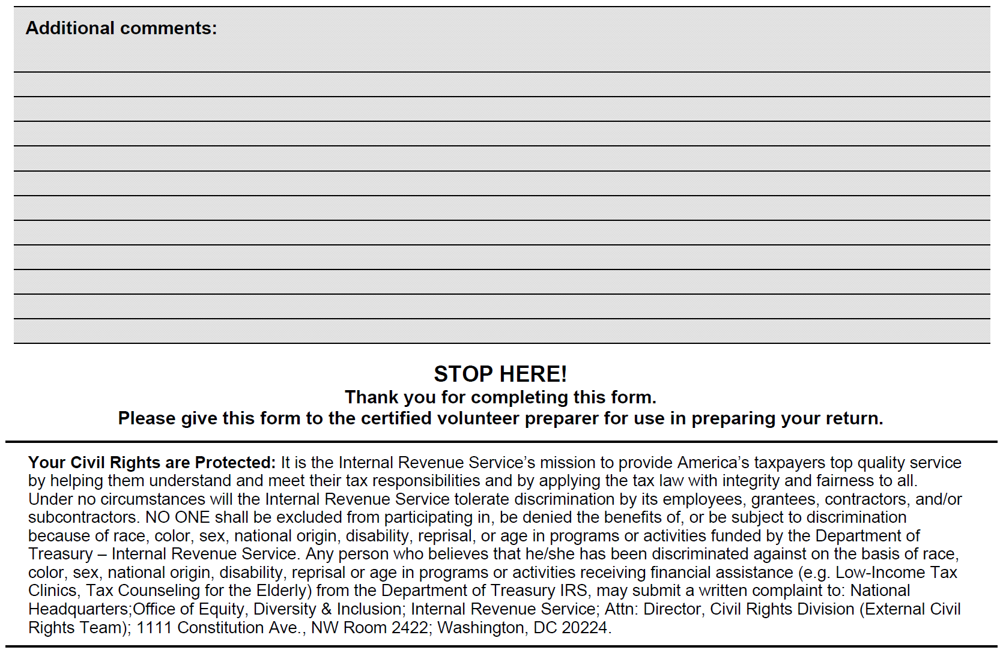 Additional comments:
STOP HERE!
Thank you for completing this form.
Please give this form to the certified volunteer preparer for use in preparing your return.
Your Civil Rights are Protected: It is the Internal Revenue Service’s mission to provide America’s taxpayers top quality service
by helping them understand and meet their tax responsibilities and by applying the tax law with integrity and fairness to all.
Under no circumstances will the Internal Revenue Service tolerate discrimination by its employees, grantees, contractors, and/or
subcontractors. NO ONE shall be excluded from participating in, be denied the benefits of, or be subject to discrimination
because of race, color, sex, national origin, disability, reprisal, or age in programs or activities funded by the Department of
Treasury – Internal Revenue Service. Any person who believes that he/she has been discriminated against on the basis of race,
color, sex, national origin, disability, reprisal or age in programs or activities receiving financial assistance (e.g. Low-Income Tax
Clinics, Tax Counseling for the Elderly) from the Department of Treasury IRS, may submit a written complaint to: National
Headquarters;Office of Equity, Diversity & Inclusion; Internal Revenue Service; Attn: Director, Civil Rights Division (External Civil
Rights Team); 1111 Constitution Ave., NW Room 2422; Washington, DC 20224.